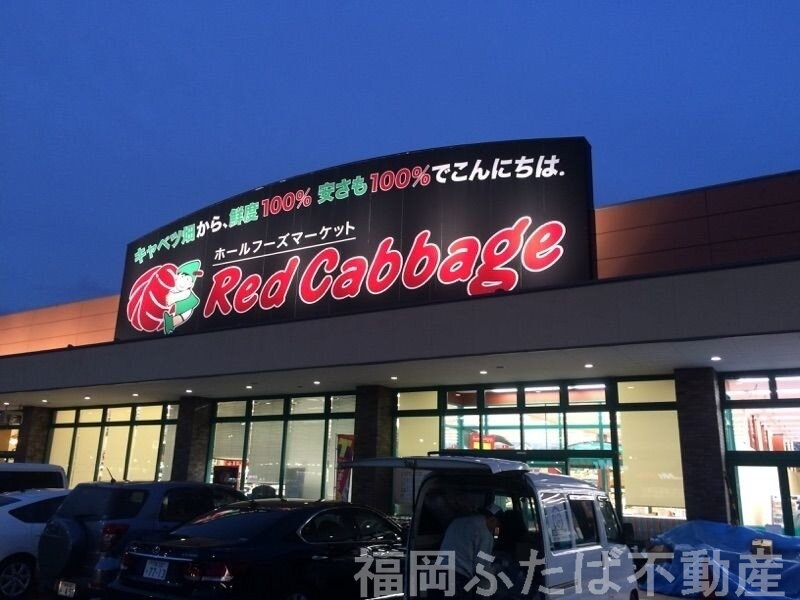 キャベツ畑から、鮮度100% 安さも100%でこんにちは.
ホールフーズマーケット
Red Cabbage
77-13
福岡ふたば不動産